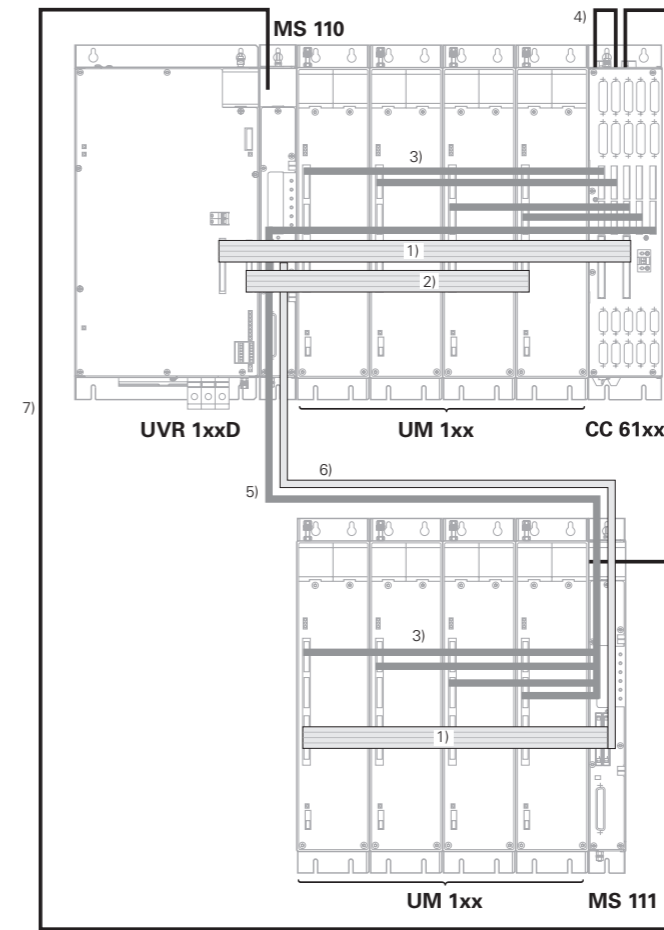 4)
MS 110
3)
1)
2)
7)
UVR 1xxD
UM 1xx
CC 61xx
6)
5)
3)
1)
UM 1xx
MS 111